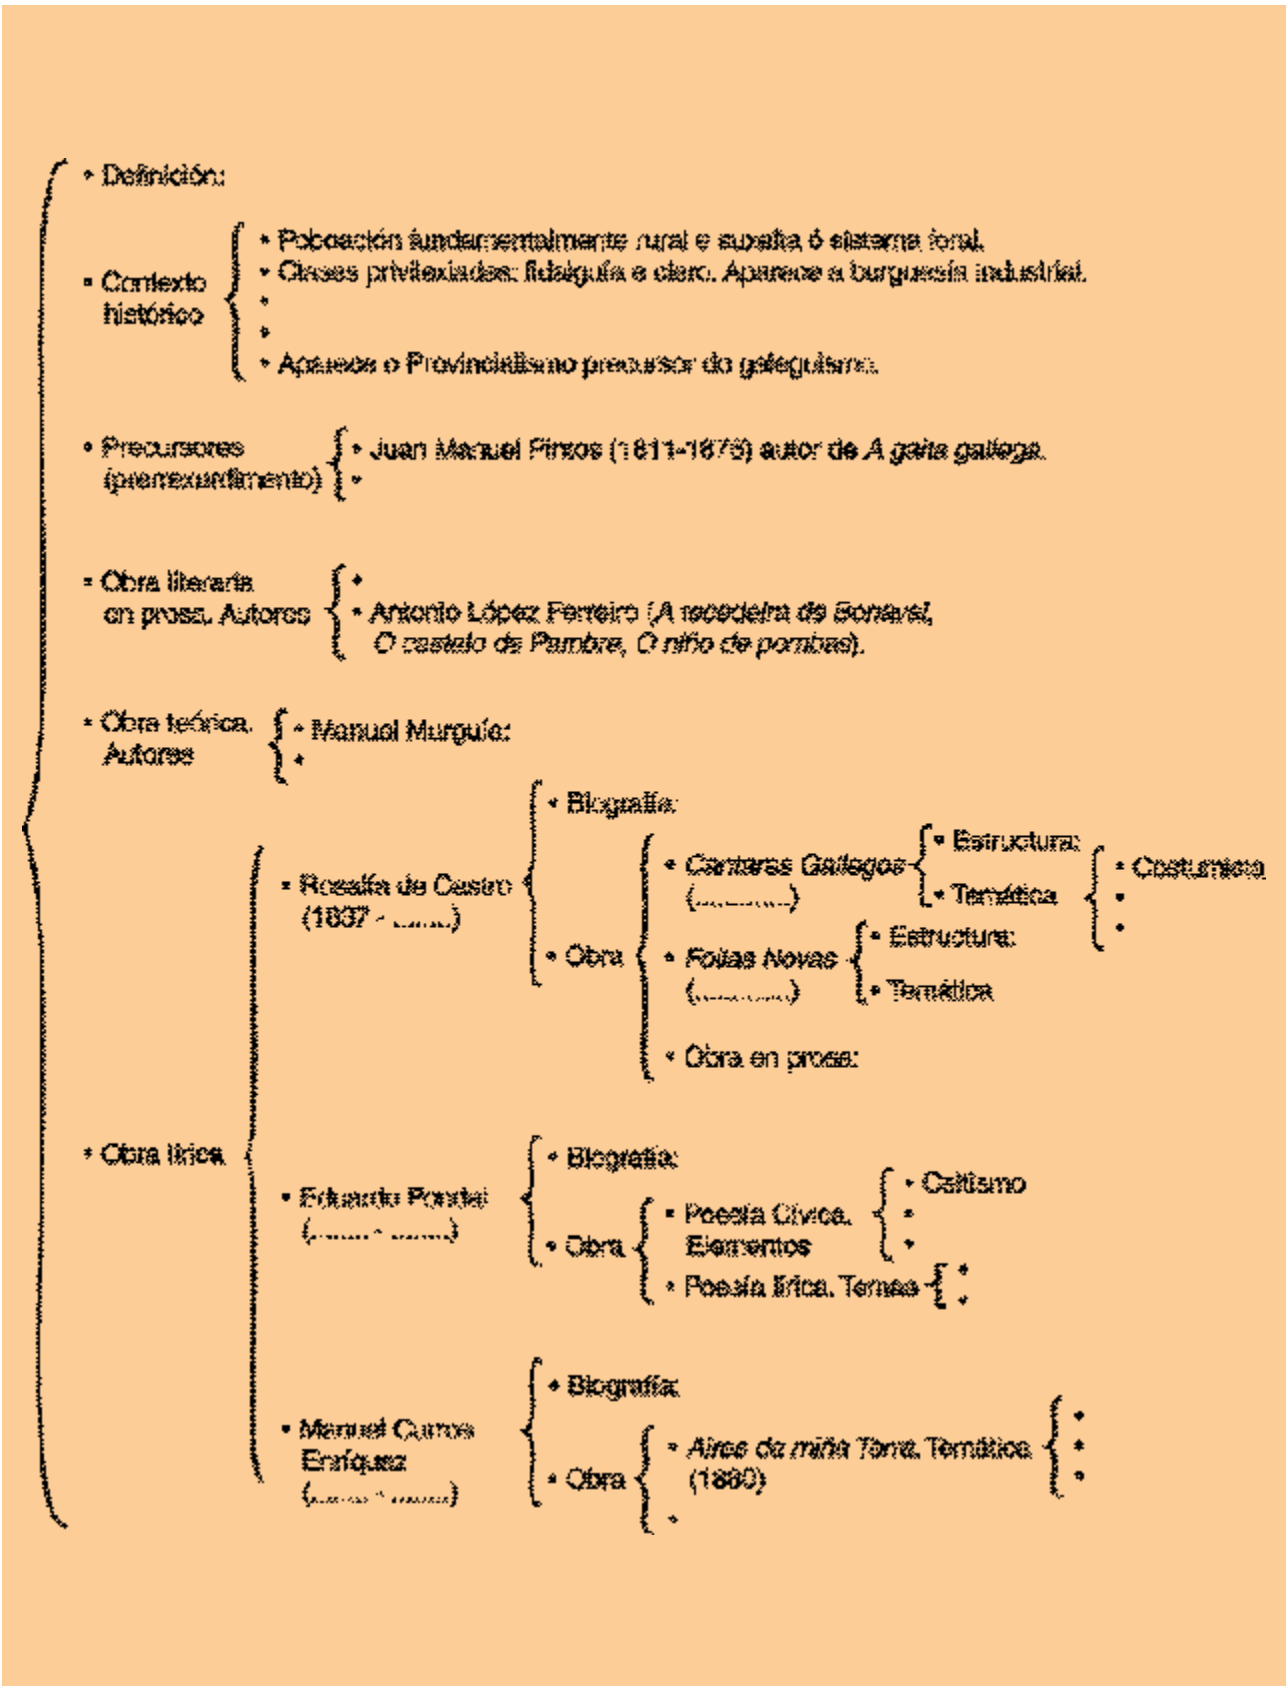 • Definición:
• Poboación fundamentalmente rural e suxeita ó sistema foral.
• Clases privilexiadas: fidalguía e clero. Aparece a burguesía industrial.
• Contexto
histórico
•
•
• Aparece o Provincialismo precursor do galeguismo.
• Precursores
(prerrexurdimento)
• Juan Manuel Pintos (1811-1876) autor de A gaita gallega.
•
• Obra literaria
en prosa. Autores
•
• Antonio López Ferreiro (A tecedeira de Bonaval,
O castelo de Pambre, O niño de pombas).
• Obra teórica.
Autores
• Manuel Murguía:
•
• Obra lírica
• Rosalía de Castro
(1837 - ........)
• Biografía:
• Obra
• Cantares Gallegos
(..............)
• Estructura:
• Temática
• Costumista
•
•
• Follas Novas
(..............)
• Estructura:
• Temática
• Obra en prosa:
• Eduardo Pondal
(........ - ........)
• Biografía:
• Obra
• Poesía Cívica.
Elementos
• Celtismo
•
•
• Poesía lírica. Temas
•
•
• Manuel Curros
Enríquez
(........ - ........)
• Biografía:
• Obra
• Aires da miña Terra. Temática
(1880)
•
•
•
•